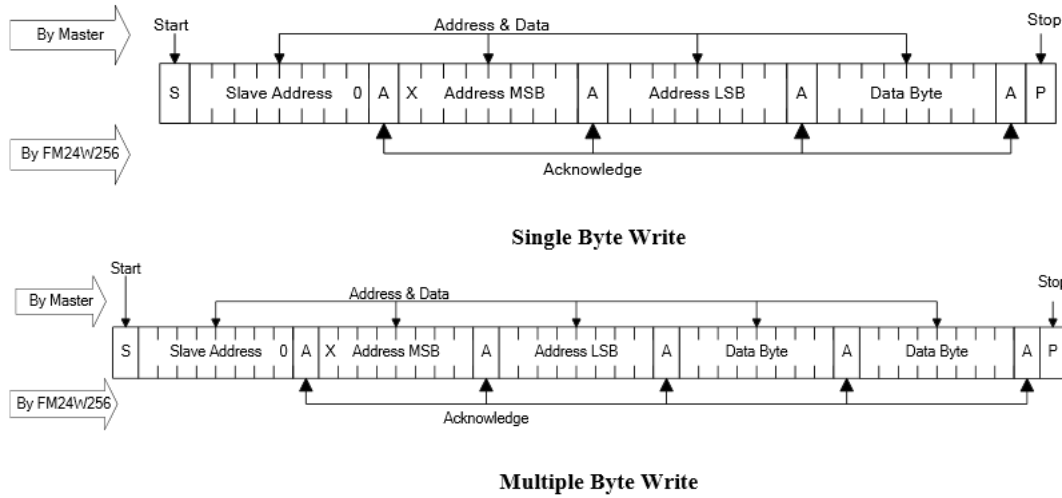 By Master
Start
Address & Data
Stop
S Slave Address 0 A X Address MSB A Address LSB A Data Byte A P
By FM24W256
Acknowledge
Single Byte Write
Start
By Master
Address & Data
Stop
S Slave Address 0 A X Address MSB A Address LSB A Data Byte A Data Byte A P
By FM24W256
Acknowledge
Multiple Byte Write